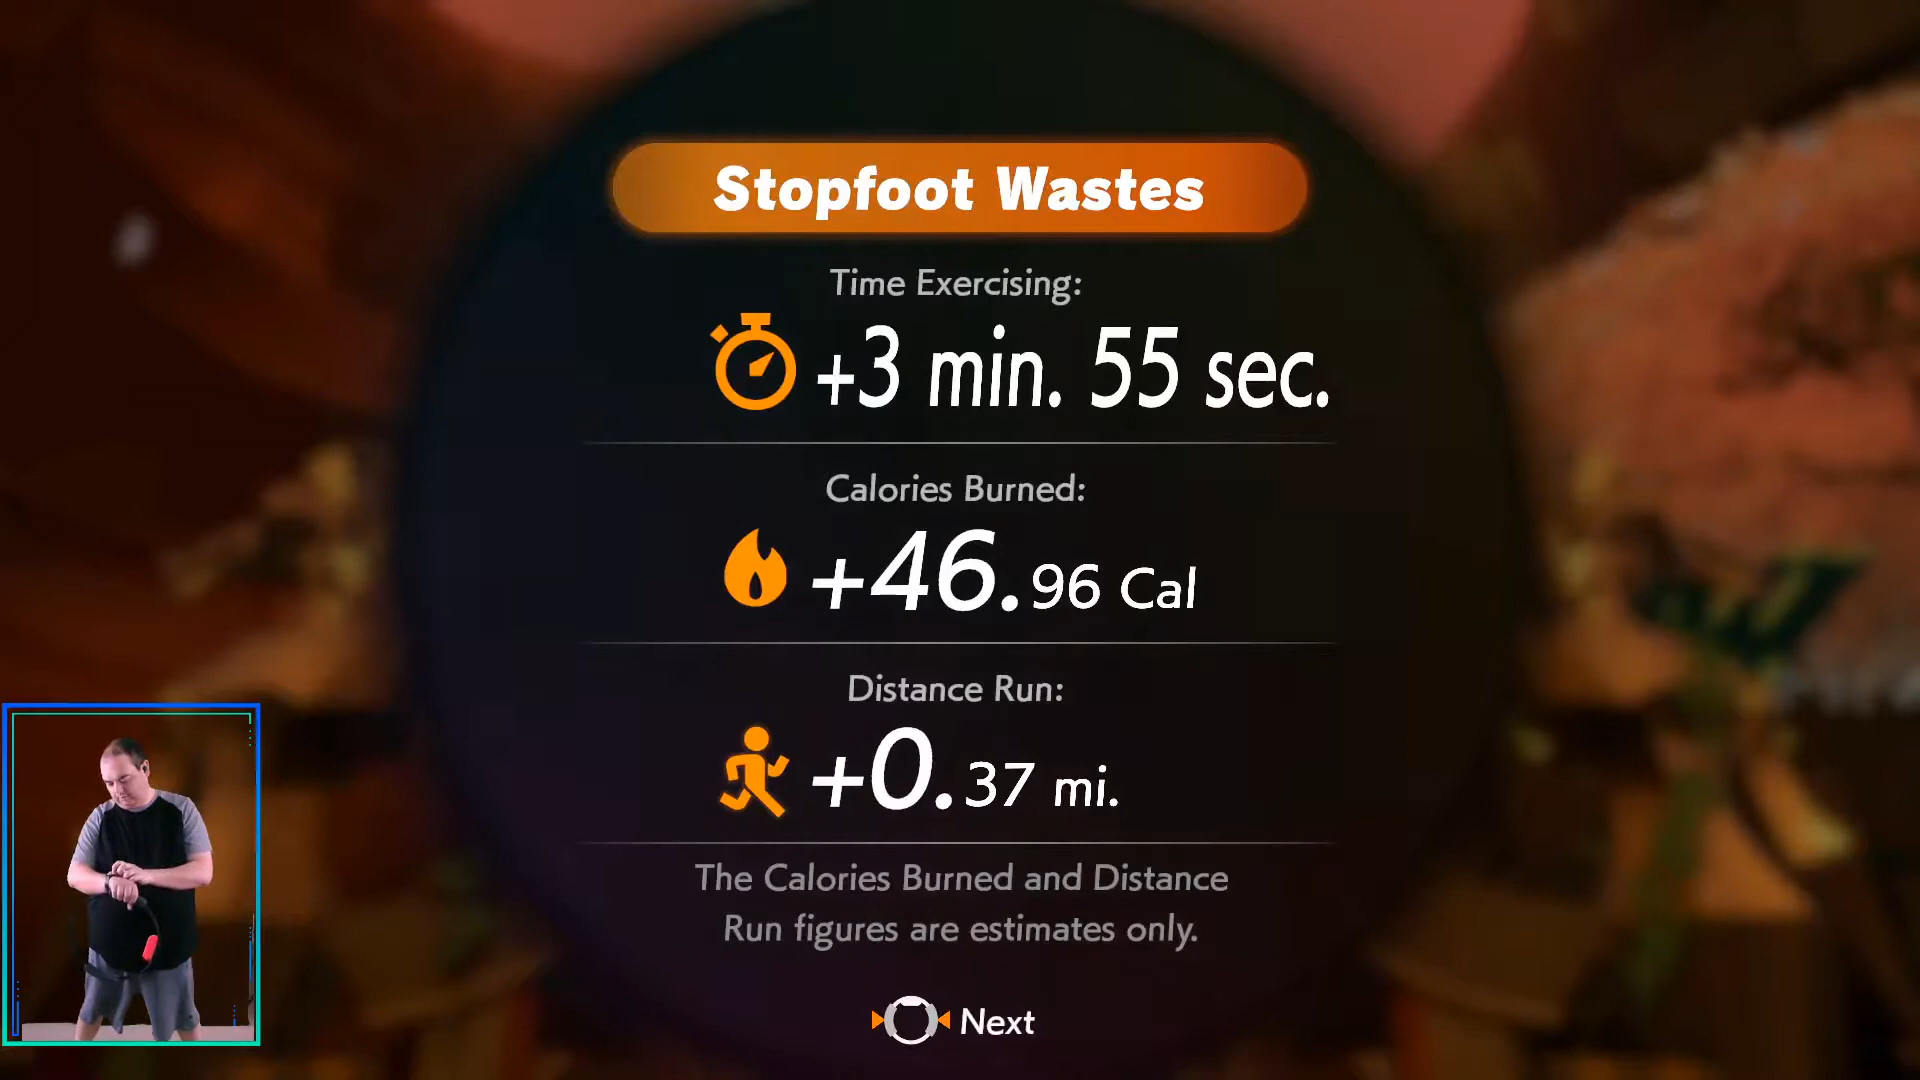 Stopfoot Wastes
Time Exercising:
+3 min. 55 sec.
Calories Burned:
+46.96 Cal
Distance Run:
+0.37 mi.
The Calories Burned and Distance
Run figures are estimates only.
Next